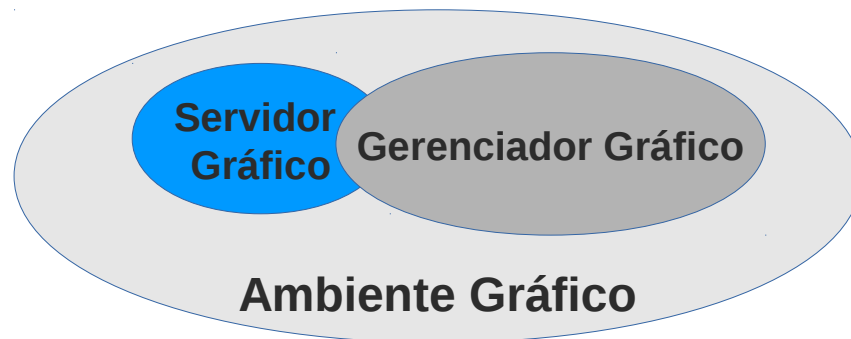 Servidor
Gráfico
Gerenciador Gráfico
Ambiente Gráfico